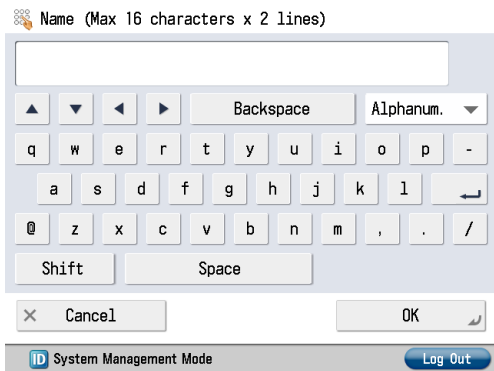 Name (Max 16 characters x 2 lines)
Backspace Alphanum.
q w e r t y u i o p -
a s d f g h j k l
@ z x c v b n m , . /
Shift Space
Cancel OK
ID System Management Mode Log Out